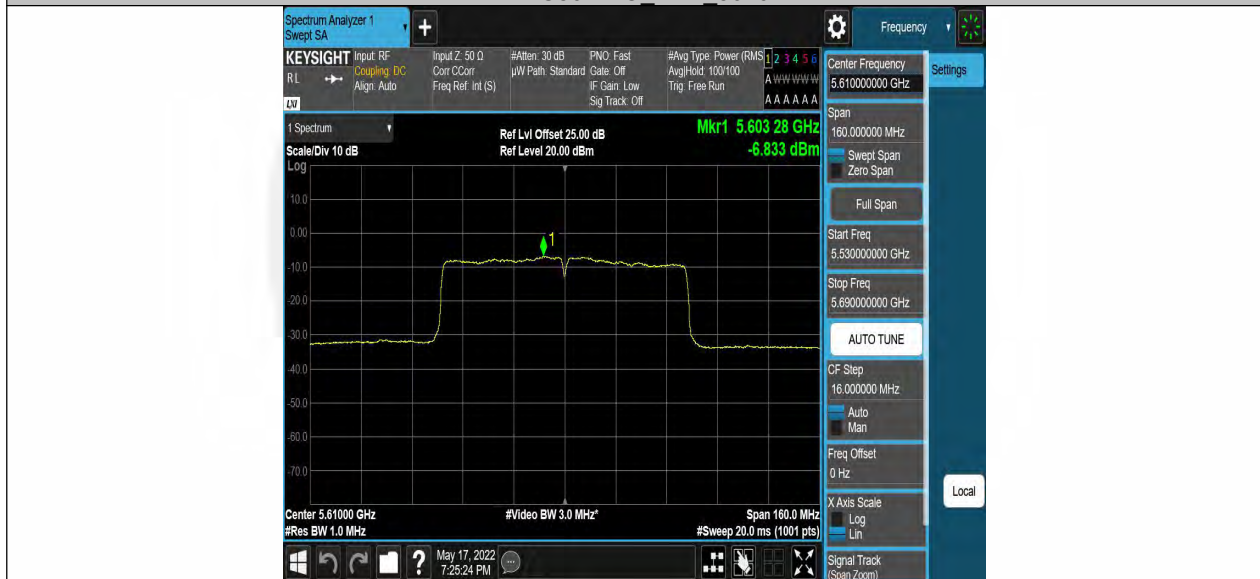 Spectrum Analyzer 1
Swept SA
+
Frequency
KEYSIGHT
RL
LXI
Input: RF
Coupling: DC
Align: Auto
Input Z: 50 Ω
Corr CCorr
Freq Ref: Int (S)
#Atten: 30 dB
µW Path: Standard
PNO: Fast
Gate: Off
IF Gain: Low
Sig Track: Off
#Avg Type: Power (RMS
Avg|Hold: 100/100
Trig: Free Run
1 2 3 4 5 6
A W W W W W
A A A A A A
1 Spectrum
Scale/Div 10 dB
Log
Ref Lvl Offset 25.00 dB
Ref Level 20.00 dBm
Mkr1 5.603 28 GHz
-6.833 dBm
10.0
0.00
-10.0
-20.0
-30.0
-40.0
-50.0
-60.0
-70.0
1
Center 5.61000 GHz
#Res BW 1.0 MHz
#Video BW 3.0 MHz*
Span 160.0 MHz
#Sweep 20.0 ms (1001 pts)
May 17, 2022
7:25:24 PM
Center Frequency
5.610000000 GHz
Settings
Span
160.000000 MHz
Swept Span
Zero Span
Full Span
Start Freq
5.530000000 GHz
Stop Freq
5.690000000 GHz
AUTO TUNE
CF Step
16.000000 MHz
Auto
Man
Freq Offset
0 Hz
X Axis Scale
Log
Lin
Local
Signal Track
(Span Zoom)